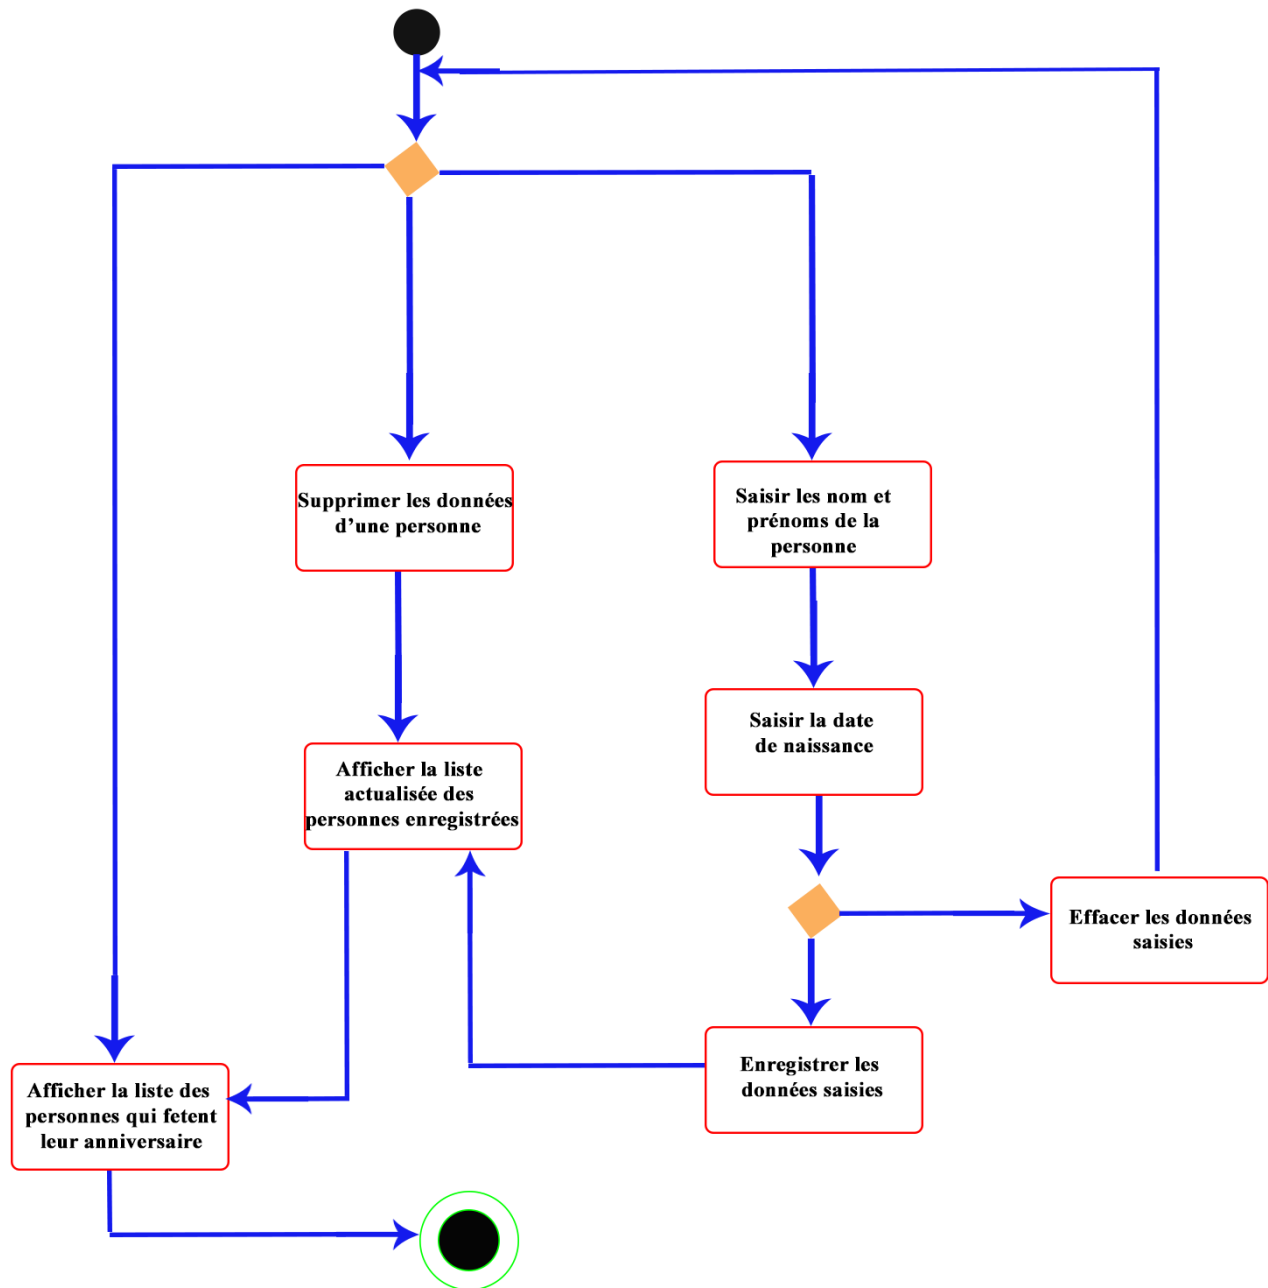 Supprimer les données
d’une personne
Saisir les nom et
prénoms de la
personne
Saisir la date
de naissance
Afficher la liste
actualisée des
personnes enregistrées
Effacer les données
saisies
Enregistrer les
données saisies
Afficher la liste des
personnes qui fetent
leur anniversaire